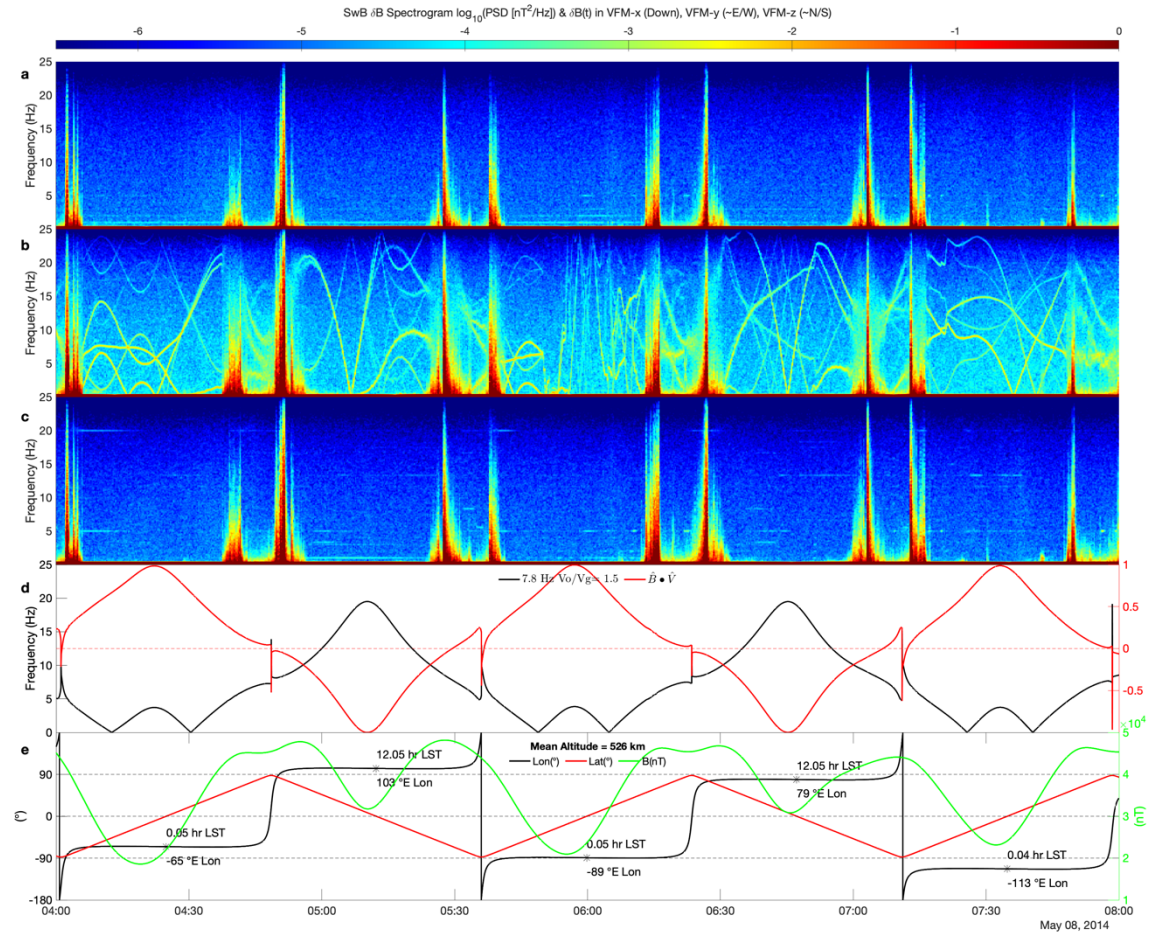 SwB δB Spectrogram log10(PSD [nT2/Hz]) & δB(t) in VFM-x (Down), VFM-y (~E/W), VFM-z (~N/S)
-6 -5 -4 -3 -2 -1 0
a
25
20
15
10
5
Frequency (Hz)
25
b
20
15
10
5
Frequency (Hz)
25
c
20
15
10
5
Frequency (Hz)
25
d
7.8 Hz Vo/Vg= 1.5 B̂ • V̂
20
15
10
5
0
Frequency (Hz)
1
0.5
0
-0.5
-1
×10⁴
e
Mean Altitude = 526 km
Lon(°) Lat(°) B(nT)
90
0
-90
-180
(°)
5
4
3
2
1
(nT)
0.05 hr LST
-65 °E Lon
12.05 hr LST
103 °E Lon
0.05 hr LST
-89 °E Lon
12.05 hr LST
79 °E Lon
0.04 hr LST
-113 °E Lon
04:00 04:30 05:00 05:30 06:00 06:30 07:00 07:30 08:00
May 08, 2014